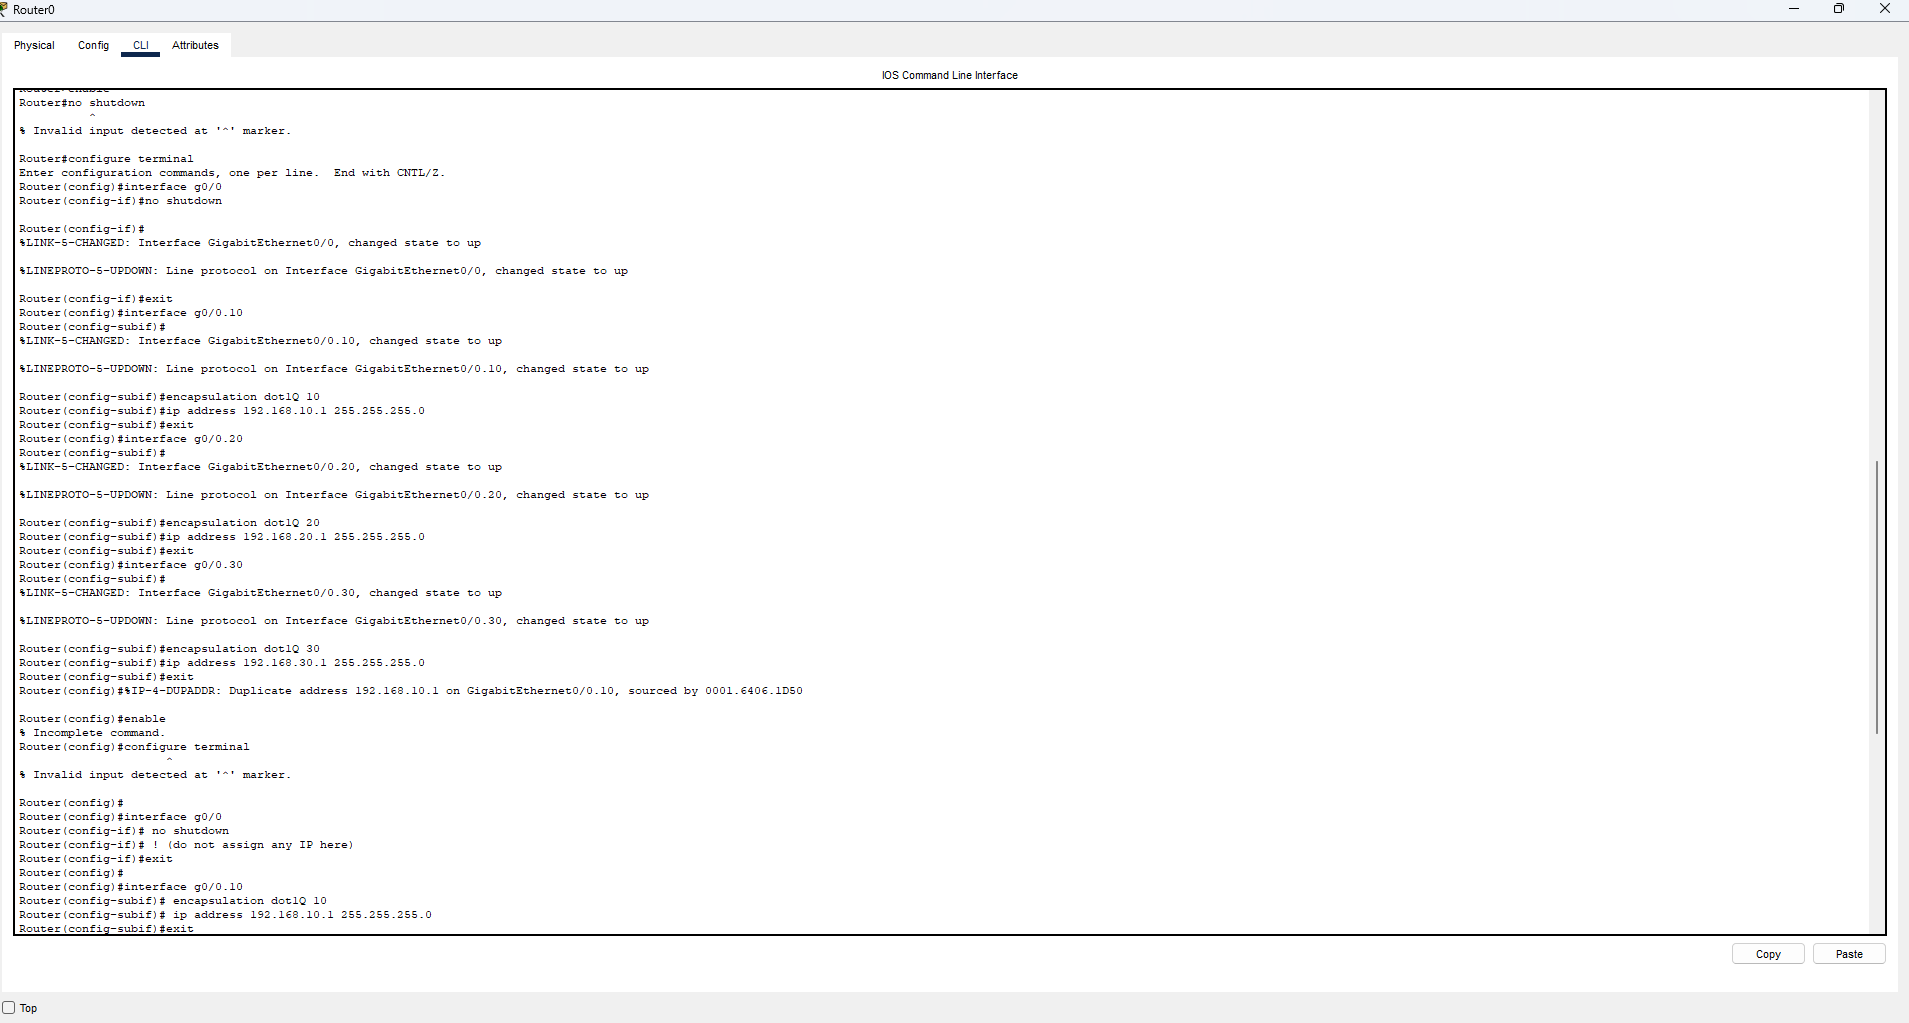 Router0
Physical Config CLI Attributes
IOS Command Line Interface
Router#no shutdown
^
% Invalid input detected at '^' marker.
Router#configure terminal
Enter configuration commands, one per line. End with CNTL/Z.
Router(config)#interface g0/0
Router(config-if)#no shutdown
Router(config-if)#
%LINK-5-CHANGED: Interface GigabitEthernet0/0, changed state to up
%LINEPROTO-5-UPDOWN: Line protocol on Interface GigabitEthernet0/0, changed state to up
Router(config-if)#exit
Router(config)#interface g0/0.10
Router(config-subif)#
%LINK-5-CHANGED: Interface GigabitEthernet0/0.10, changed state to up
%LINEPROTO-5-UPDOWN: Line protocol on Interface GigabitEthernet0/0.10, changed state to up
Router(config-subif)#encapsulation dot1Q 10
Router(config-subif)#ip address 192.168.10.1 255.255.255.0
Router(config-subif)#exit
Router(config)#interface g0/0.20
Router(config-subif)#
%LINK-5-CHANGED: Interface GigabitEthernet0/0.20, changed state to up
%LINEPROTO-5-UPDOWN: Line protocol on Interface GigabitEthernet0/0.20, changed state to up
Router(config-subif)#encapsulation dot1Q 20
Router(config-subif)#ip address 192.168.20.1 255.255.255.0
Router(config-subif)#exit
Router(config)#interface g0/0.30
Router(config-subif)#
%LINK-5-CHANGED: Interface GigabitEthernet0/0.30, changed state to up
%LINEPROTO-5-UPDOWN: Line protocol on Interface GigabitEthernet0/0.30, changed state to up
Router(config-subif)#encapsulation dot1Q 30
Router(config-subif)#ip address 192.168.30.1 255.255.255.0
Router(config-subif)#exit
Router(config)#%IP-4-DUPADDR: Duplicate address 192.168.10.1 on GigabitEthernet0/0.10, sourced by 0001.6406.1D50
Router(config)#enable
% Incomplete command.
Router(config)#configure terminal
^
% Invalid input detected at '^' marker.
Router(config)#
Router(config)#interface g0/0
Router(config-if)# no shutdown
Router(config-if)# ! (do not assign any IP here)
Router(config-if)#exit
Router(config)#
Router(config)#interface g0/0.10
Router(config-subif)# encapsulation dot1Q 10
Router(config-subif)# ip address 192.168.10.1 255.255.255.0
Router(config-subif)#exit
Copy Paste
Top